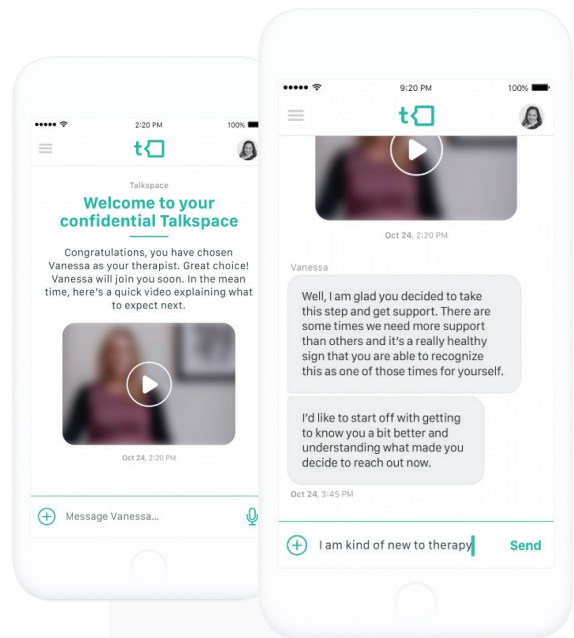 2:20 PM
100%
t
Talkspace
Welcome to your
confidential Talkspace
Congratulations, you have chosen
Vanessa as your therapist. Great choice!
Vanessa will join you soon. In the mean
time, here's a quick video explaining what
to expect next.
Oct 24, 2:20 PM
Message Vanessa...
9:20 PM
100%
t
Oct 24, 2:20 PM
Vanessa
Well, I am glad you decided to take
this step and get support. There are
some times we need more support
than others and it's a really healthy
sign that you are able to recognize
this as one of those times for yourself.
I'd like to start off with getting
to know you a bit better and
understanding what made you
decide to reach out now.
Oct 24, 3:45 PM
I am kind of new to therapy
Send